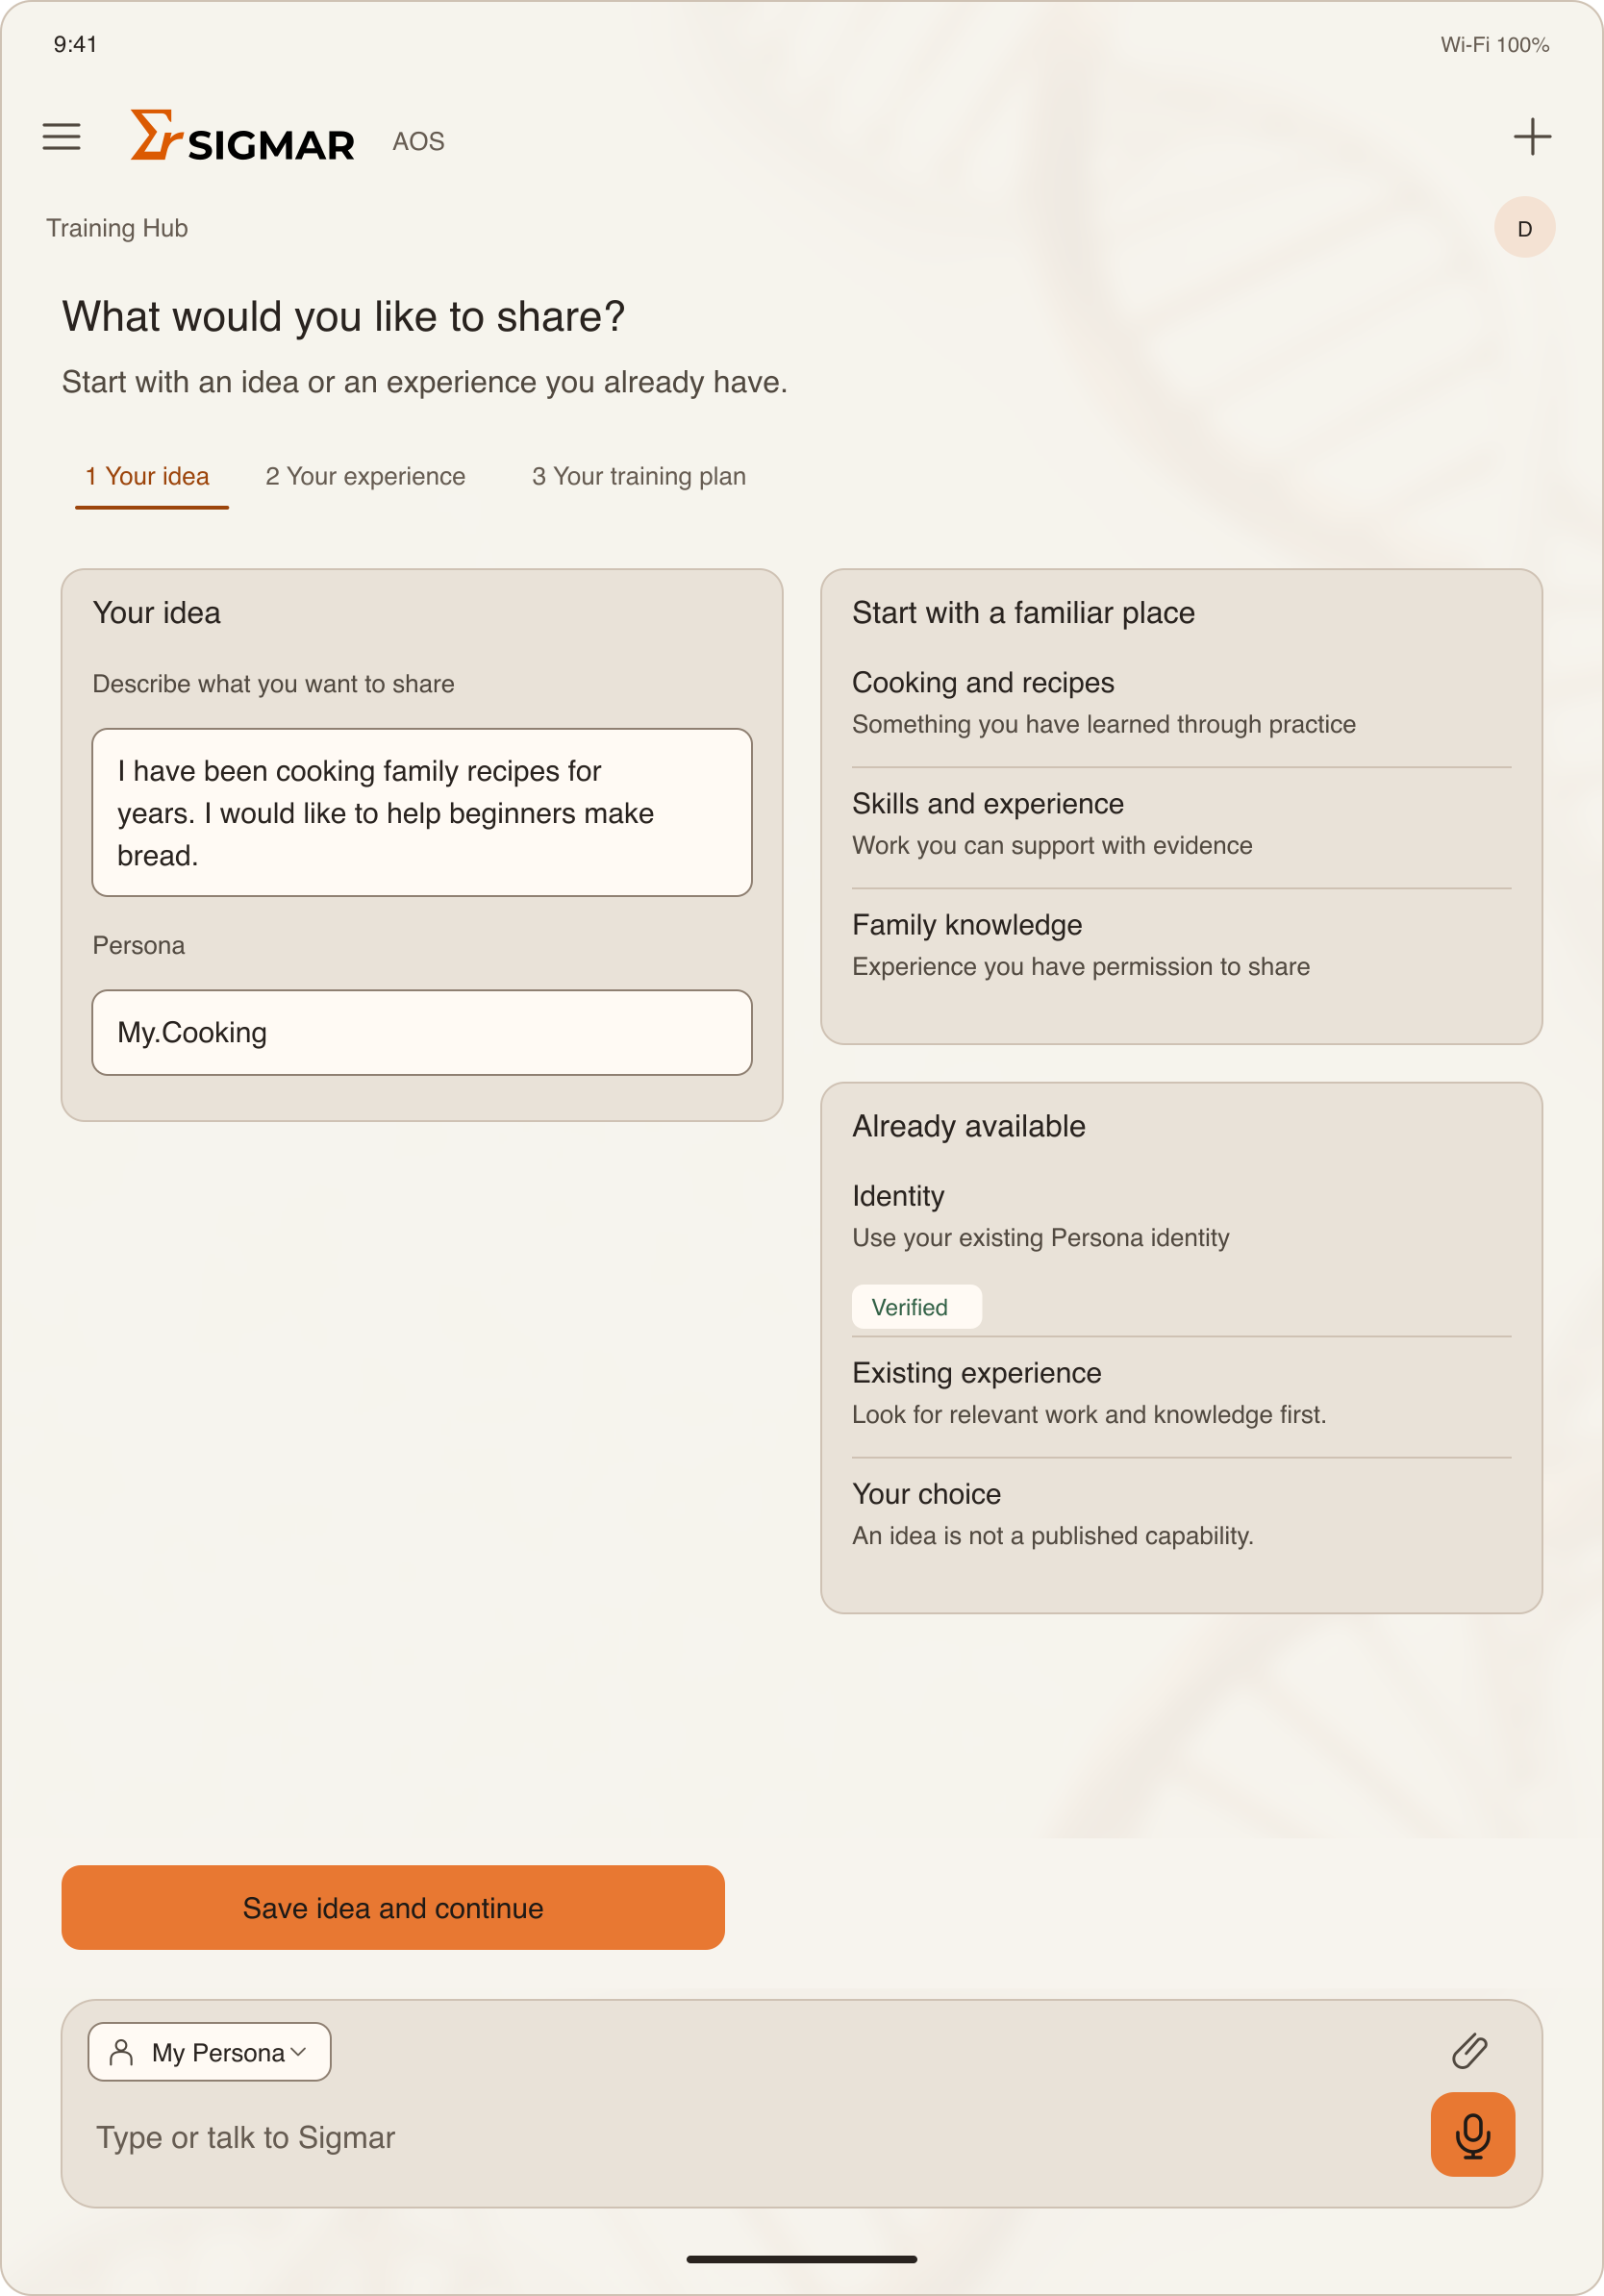 9:41
Wi-Fi 100%
Σr SIGMAR AOS
Training Hub
D
What would you like to share?
Start with an idea or an experience you already have.
1 Your idea
2 Your experience
3 Your training plan
Your idea
Describe what you want to share
I have been cooking family recipes for
years. I would like to help beginners make
bread.
Persona
My.Cooking
Start with a familiar place
Cooking and recipes
Something you have learned through practice
Skills and experience
Work you can support with evidence
Family knowledge
Experience you have permission to share
Already available
Identity
Use your existing Persona identity
Verified
Existing experience
Look for relevant work and knowledge first.
Your choice
An idea is not a published capability.
Save idea and continue
My Persona
Type or talk to Sigmar